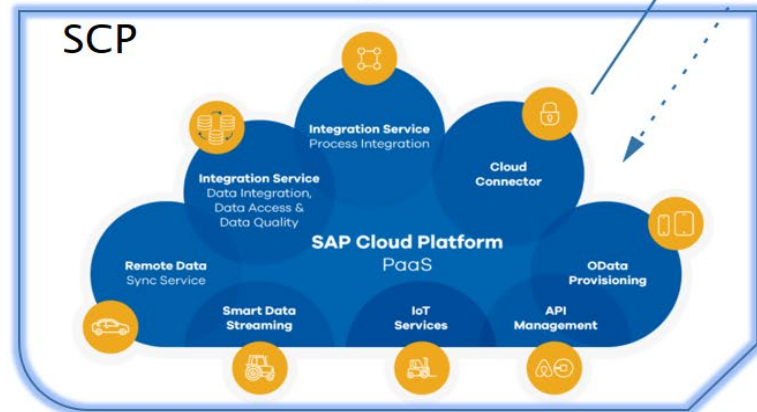 SCP
Integration Service
Process Integration
Cloud
Connector
Integration Service
Data Integration,
Data Access &
Data Quality
SAP Cloud Platform
PaaS
Remote Data
Sync Service
OData
Provisioning
Smart Data
Streaming
IoT
Services
API
Management